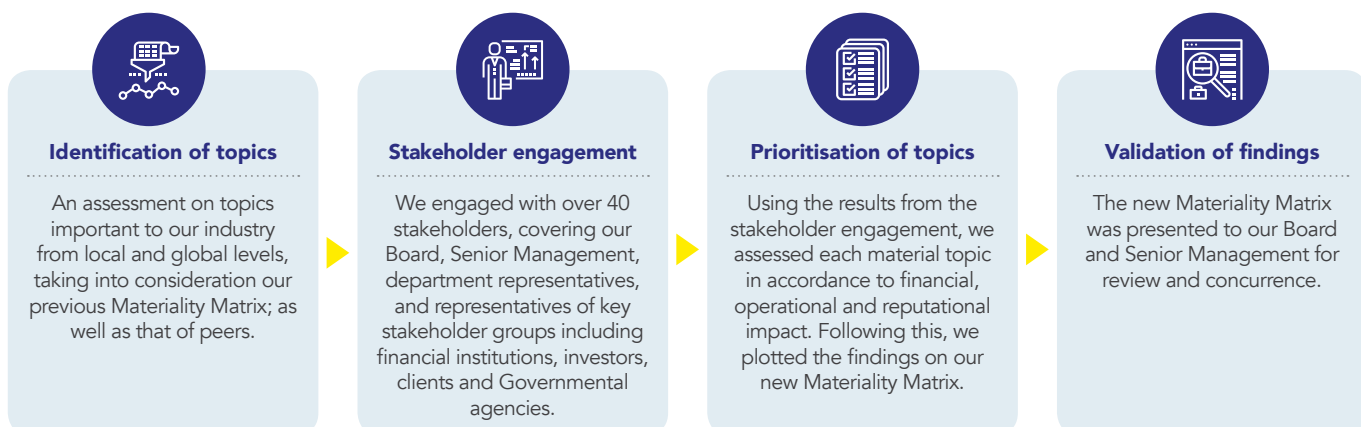 Identification of topics
An assessment on topics
important to our industry
from local and global levels,
taking into consideration our
previous Materiality Matrix; as
well as that of peers.
Stakeholder engagement
We engaged with over 40
stakeholders, covering our
Board, Senior Management,
department representatives,
and representatives of key
stakeholder groups including
financial institutions, investors,
clients and Governmental
agencies.
Prioritisation of topics
Using the results from the
stakeholder engagement, we
assessed each material topic
in accordance to financial,
operational and reputational
impact. Following this, we
plotted the findings on our
new Materiality Matrix.
Validation of findings
The new Materiality Matrix
was presented to our Board
and Senior Management for
review and concurrence.